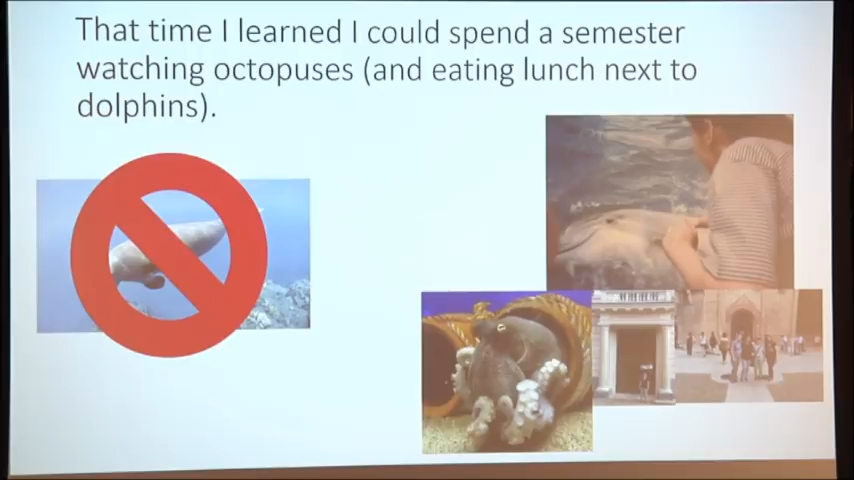 That time I learned I could spend a semester
watching octopuses (and eating lunch next to
dolphins).